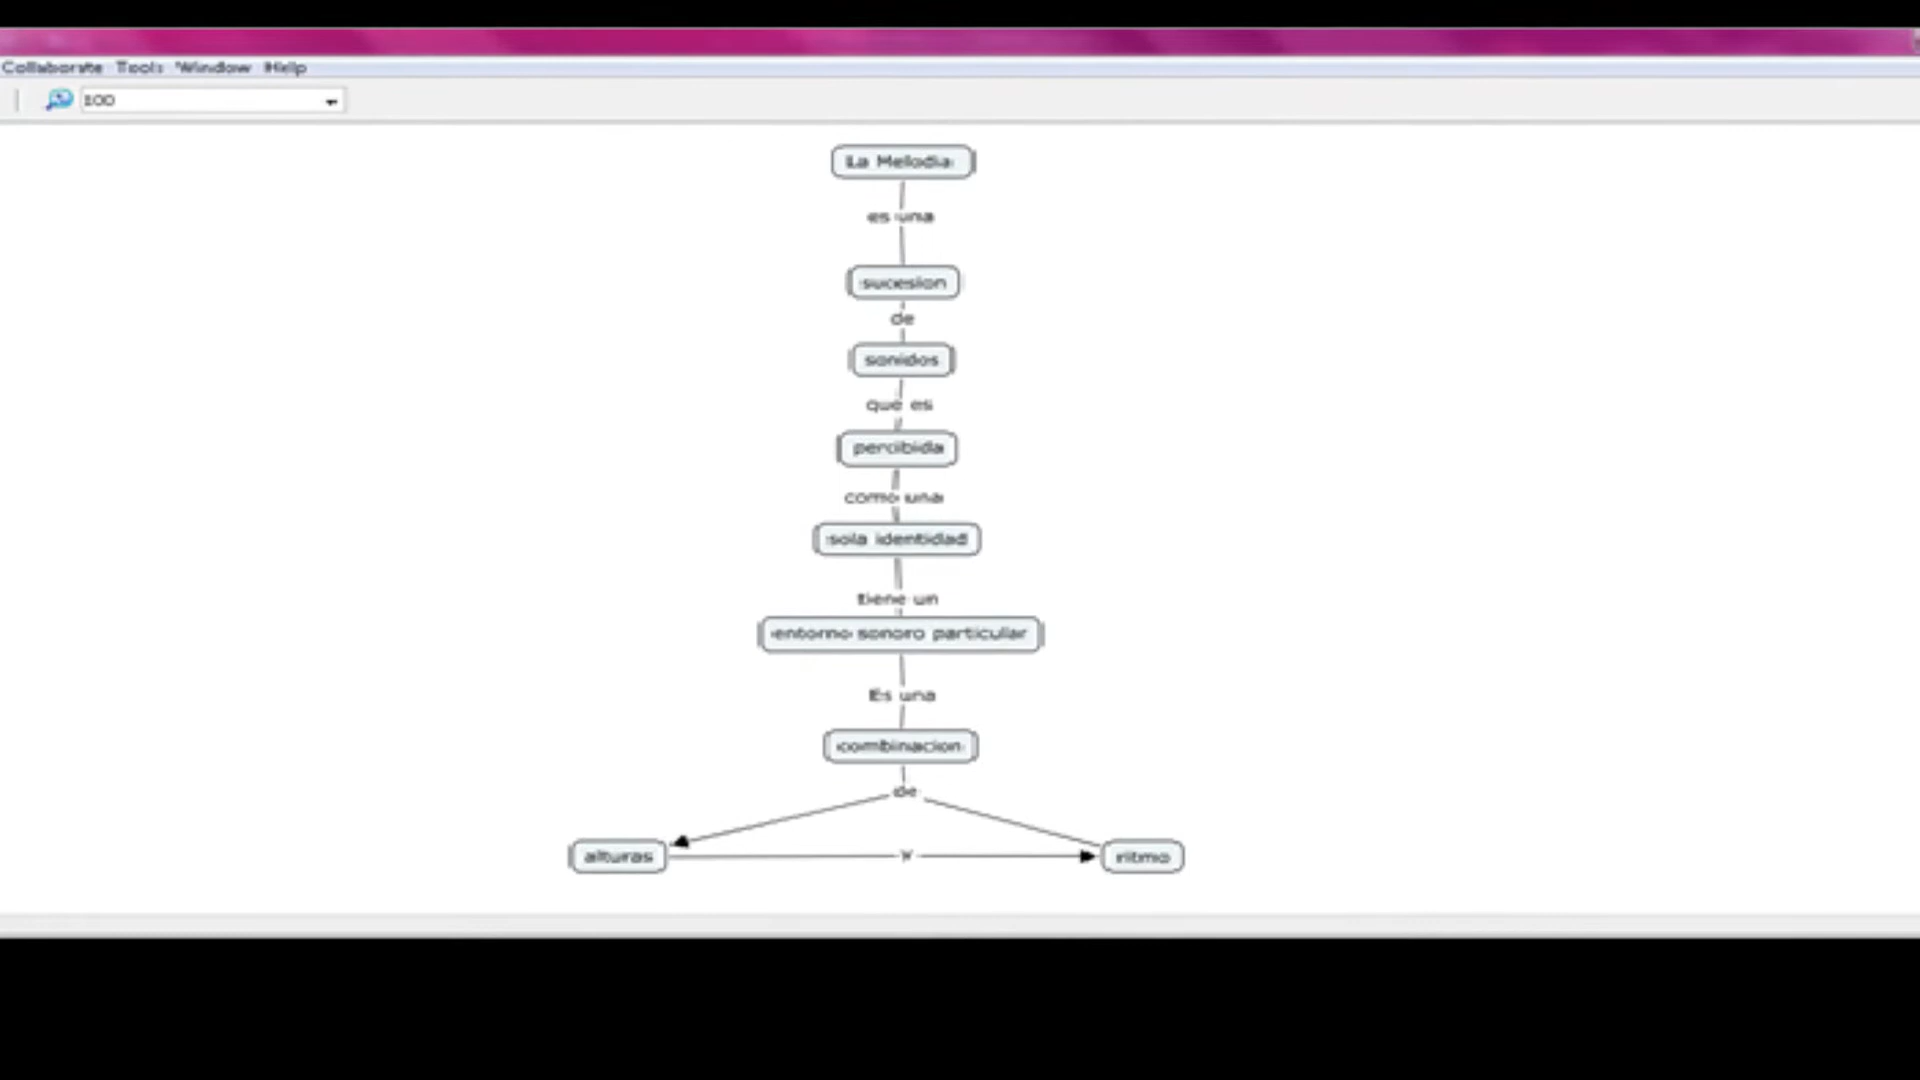 Collaborate Tools Window Help
100
La Melodia
es una
sucesion
de
sonidos
que es
percibida
como una
sola identidad
tiene un
entorno sonoro particular
Es una
combinacion
de
alturas y ritmo